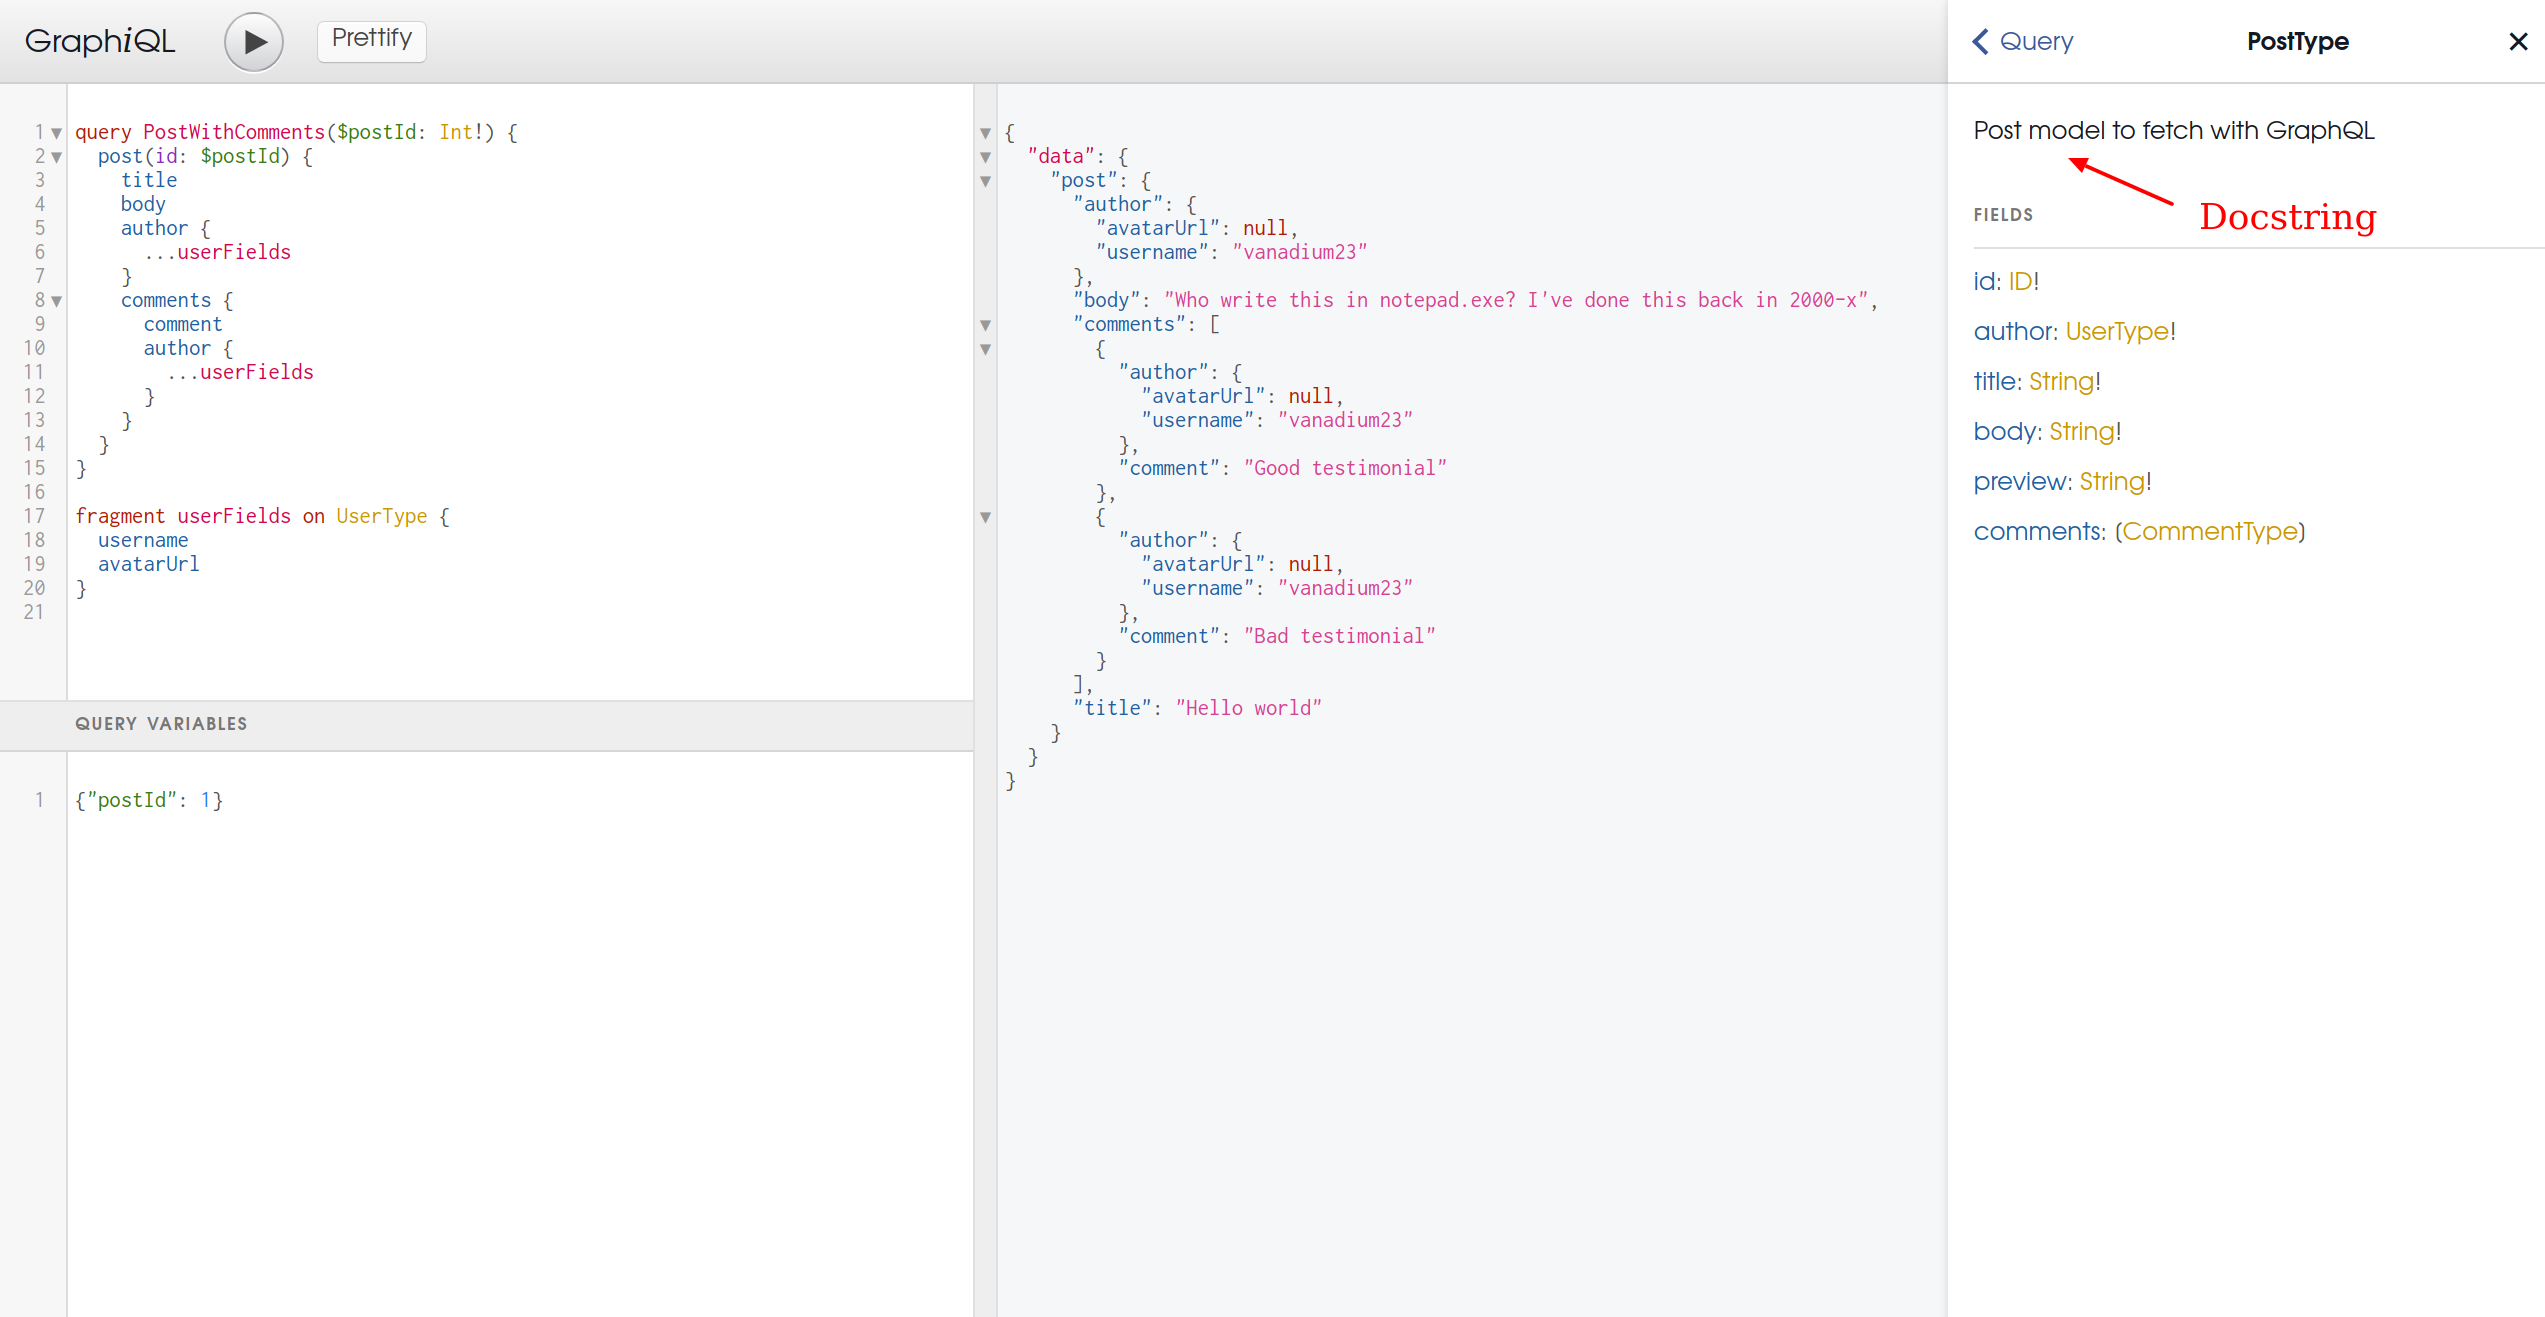 GraphiQL
Prettify
1 query PostWithComments($postId: Int!) {
2   post(id: $postId) {
3     title
4     body
5     author {
6       ...userFields
7     }
8     comments {
9       comment
10       author {
11         ...userFields
12       }
13     }
14   }
15 }
16
17 fragment userFields on UserType {
18   username
19   avatarUrl
20 }
21
QUERY VARIABLES
1 {"postId": 1}
{
  "data": {
    "post": {
      "author": {
        "avatarUrl": null,
        "username": "vanadium23"
      },
      "body": "Who write this in notepad.exe? I've done this back in 2000-x",
      "comments": [
        {
          "author": {
            "avatarUrl": null,
            "username": "vanadium23"
          },
          "comment": "Good testimonial"
        },
        {
          "author": {
            "avatarUrl": null,
            "username": "vanadium23"
          },
          "comment": "Bad testimonial"
        }
      ],
      "title": "Hello world"
    }
  }
}
Query
PostType
Post model to fetch with GraphQL
Docstring
FIELDS
id: ID!
author: UserType!
title: String!
body: String!
preview: String!
comments: [CommentType]